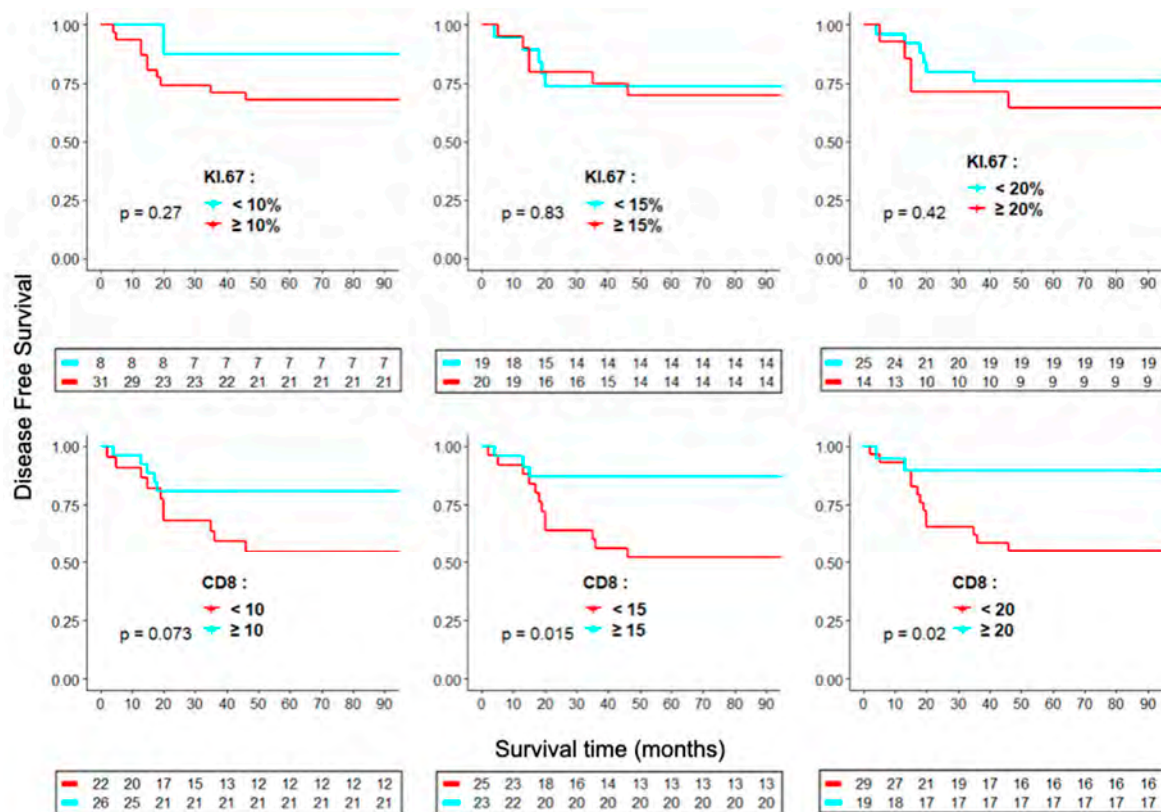 Disease Free Survival
1.00 0.75 0.50 0.25 0.00
KI.67 :
< 10%
≥ 10%
p = 0.27
0 10 20 30 40 50 60 70 80 90
8 8 8 7 7 7 7 7 7 7
31 29 23 23 22 21 21 21 21 21
1.00 0.75 0.50 0.25 0.00
KI.67 :
< 15%
≥ 15%
p = 0.83
0 10 20 30 40 50 60 70 80 90
19 18 15 14 14 14 14 14 14 14
20 19 16 16 15 14 14 14 14 14
1.00 0.75 0.50 0.25 0.00
KI.67 :
< 20%
≥ 20%
p = 0.42
0 10 20 30 40 50 60 70 80 90
25 24 21 20 19 19 19 19 19 19
14 13 10 10 10 9 9 9 9 9
1.00 0.75 0.50 0.25 0.00
CD8 :
< 10
≥ 10
p = 0.073
0 10 20 30 40 50 60 70 80 90
22 20 17 15 13 12 12 12 12 12
26 25 21 21 21 21 21 21 21 21
1.00 0.75 0.50 0.25 0.00
CD8 :
< 15
≥ 15
p = 0.015
0 10 20 30 40 50 60 70 80 90
25 23 18 16 14 13 13 13 13 13
23 22 20 20 20 20 20 20 20 20
1.00 0.75 0.50 0.25 0.00
CD8 :
< 20
≥ 20
p = 0.02
0 10 20 30 40 50 60 70 80 90
29 27 21 19 17 16 16 16 16 16
19 18 17 17 17 17 17 17 17 17
Survival time (months)